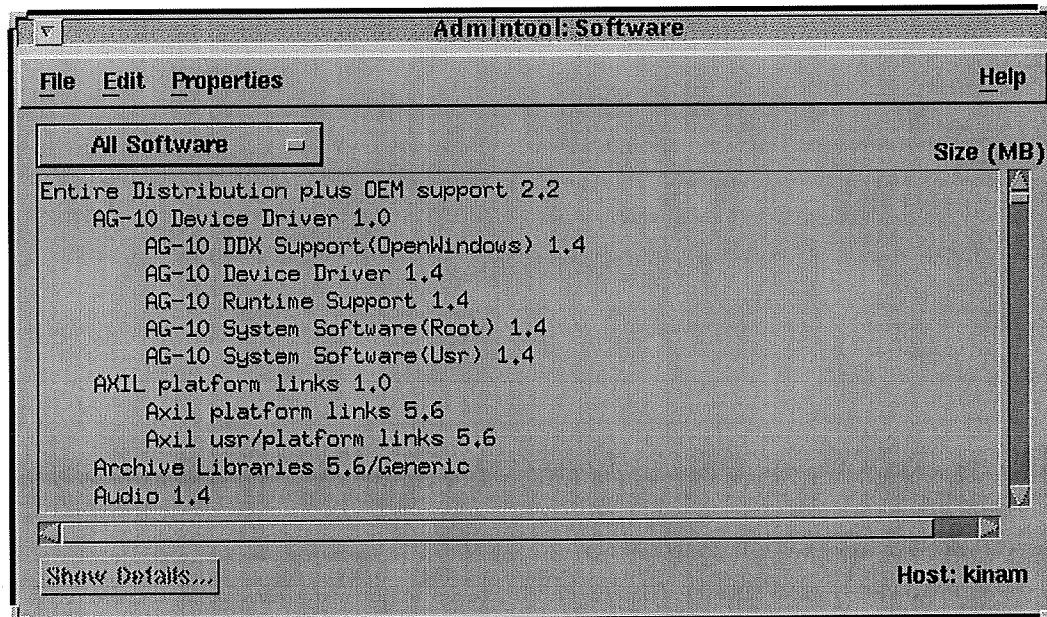 Admintool: Software
File Edit Properties Help
All Software
Size (MB)
Entire Distribution plus OEM support 2.2
AG-10 Device Driver 1.0
AG-10 DDX Support(OpenWindows) 1.4
AG-10 Device Driver 1.4
AG-10 Runtime Support 1.4
AG-10 System Software(Root) 1.4
AG-10 System Software(Usr) 1.4
AXIL platform links 1.0
Axil platform links 5.6
Axil usr/platform links 5.6
Archive Libraries 5.6/Generic
Audio 1.4
Show Details... Host: kinam